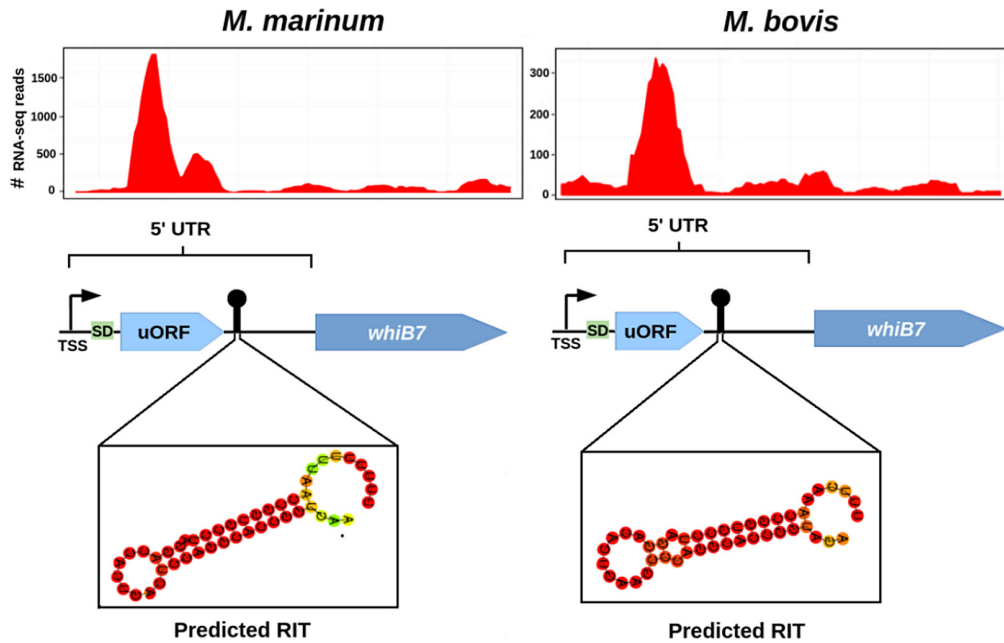 M. marinum
M. bovis
# RNA-seq reads
1500
1000
500
0
300
200
100
0
5' UTR
5' UTR
TSS
SD
uORF
whiB7
TSS
SD
uORF
whiB7
Predicted RIT
Predicted RIT